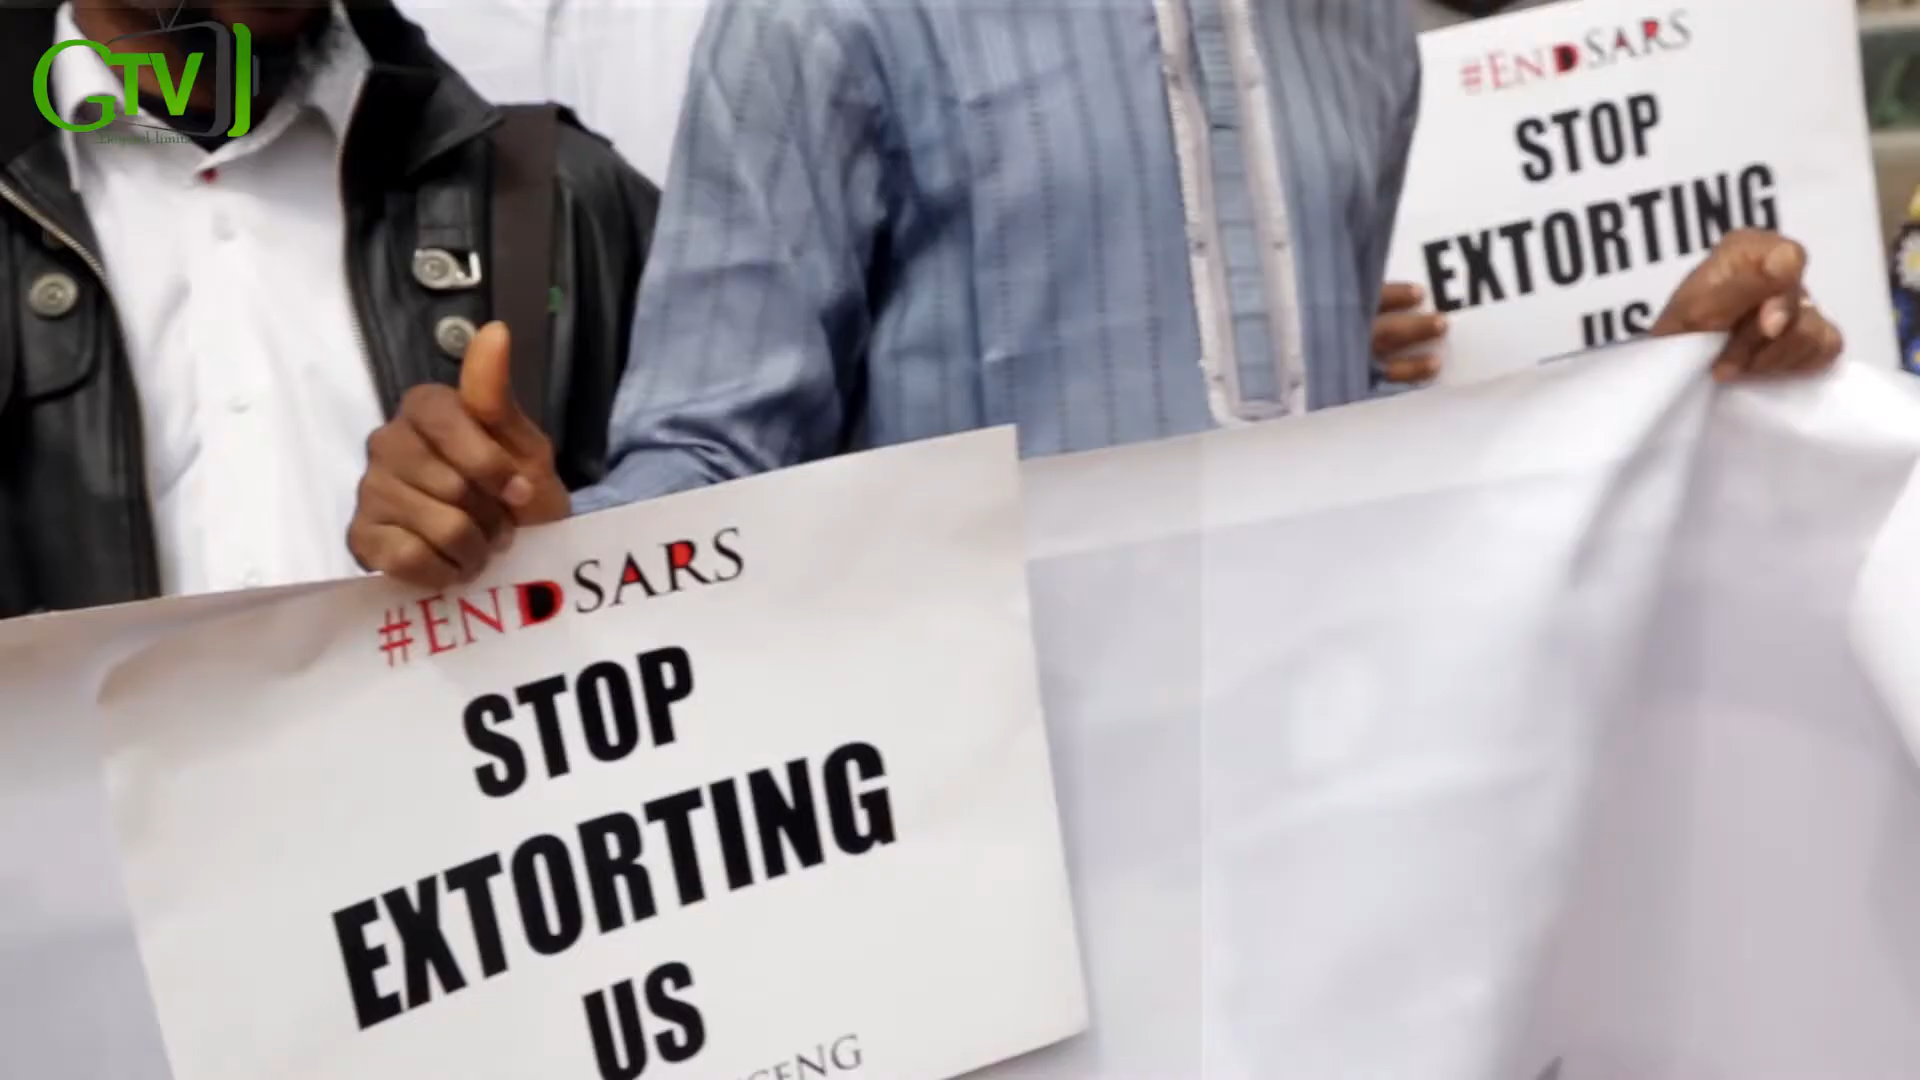 GTV
#ENDSARS
STOP
EXTORTING
US
#ENDSARS
STOP
EXTORTING
US